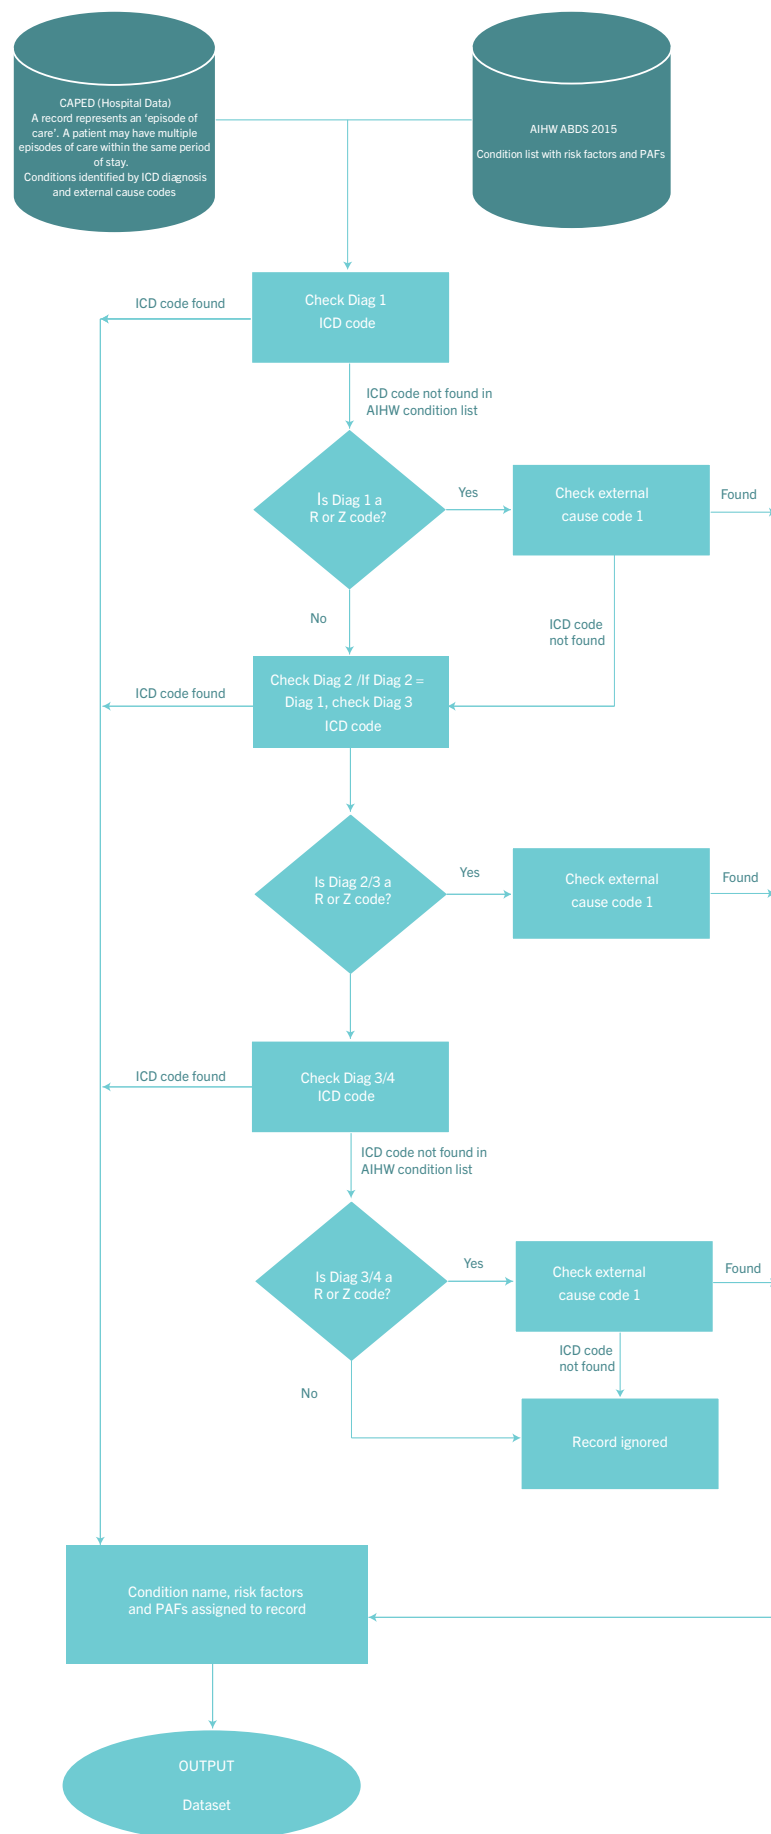 CAPED (Hospital Data)
A record represents an ‘episode of
care’. A patient may have multiple
episodes of care within the same period
of stay.
Conditions identified by ICD diagnosis
and external cause codes
AIHW ABDS 2015
Condition list with risk factors and PAFs
ICD code found
Check Diag 1
ICD code
ICD code not found in
AIHW condition list
Is Diag 1 a
R or Z code?
Yes
Check external
cause code 1
Found
No
ICD code
not found
ICD code found
Check Diag 2 /If Diag 2 =
Diag 1, check Diag 3
ICD code
Is Diag 2/3 a
R or Z code?
Yes
Check external
cause code 1
Found
ICD code found
Check Diag 3/4
ICD code
ICD code not found in
AIHW condition list
Is Diag 3/4 a
R or Z code?
Yes
Check external
cause code 1
Found
ICD code
not found
No
Record ignored
Condition name, risk factors
and PAFs assigned to record
OUTPUT
Dataset